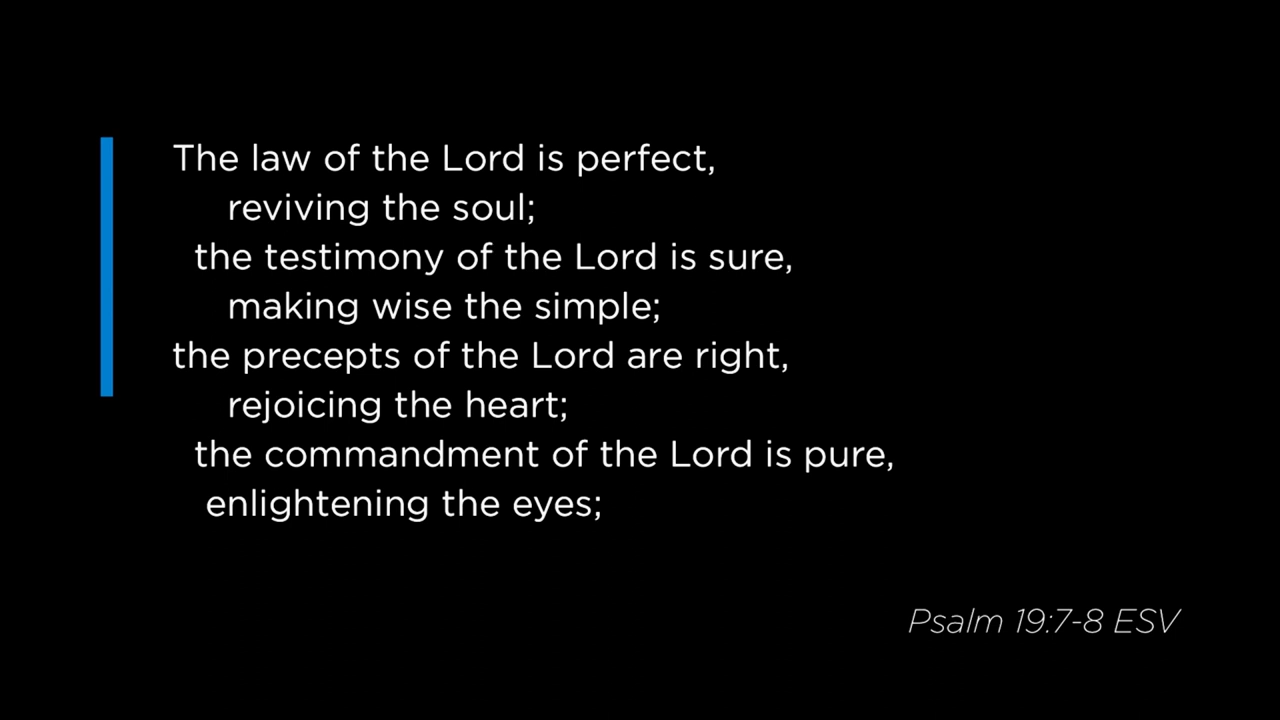 The law of the Lord is perfect,
reviving the soul;
the testimony of the Lord is sure,
making wise the simple;
the precepts of the Lord are right,
rejoicing the heart;
the commandment of the Lord is pure,
enlightening the eyes;
Psalm 19:7-8 ESV